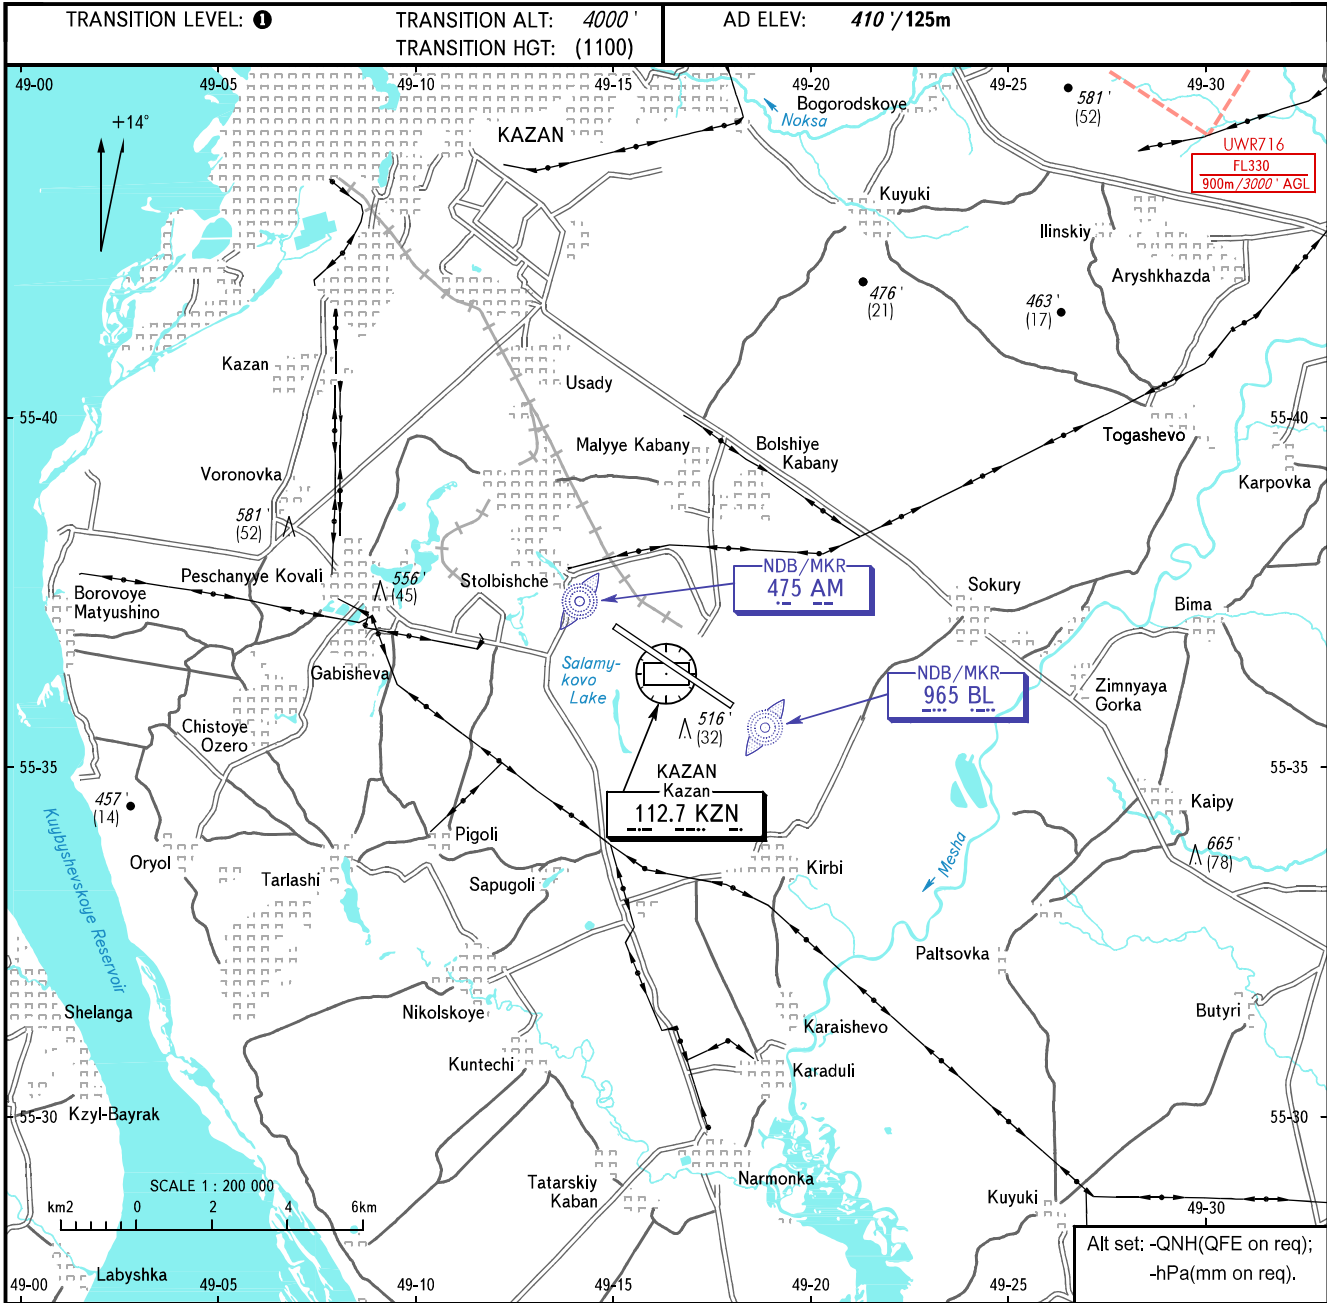 TRANSITION LEVEL: ❶
TRANSITION ALT: 4000 '
TRANSITION HGT: (1100)
AD ELEV: 410 '/125m
49-00
49-05
49-10
49-15
49-20
49-25
49-30
+14°
KAZAN
Bogorodskoye
Noksa
581 '
(52)
UWR716
FL330
900m/3000 ' AGL
Kuyuki
Ilinskiy
Aryshkhazda
476 '
(21)
463 '
(17)
Kazan
Usady
55-40
55-40
Malyye Kabany
Bolshiye
Kabany
Togashevo
Voronovka
Karpovka
581 '
(52)
Peschanyye Kovali
556 '
(45)
Stolbishche
NDB/MKR
475 AM
Sokury
Borovoye
Matyushino
Bima
Gabisheva
Salamy-
kovo
Lake
NDB/MKR
965 BL
Zimnyaya
Gorka
Chistoye
Ozero
516 '
(32)
55-35
55-35
KAZAN
Kazan
112.7 KZN
457 '
(14)
Kaipy
Kuybyshevskoye Reservoir
Pigoli
Oryol
Tarlashi
Sapugoli
Kirbi
Mesha
665 '
(78)
Paltsovka
Shelanga
Nikolskoye
Karaishevo
Butyri
Kuntechi
Karaduli
Kzyl-Bayrak
55-30
55-30
SCALE 1 : 200 000
km2 0 2 4 6km
Tatarskiy
Kaban
Narmonka
Kuyuki
49-30
Labyshka
Alt set: -QNH(QFE on req);
-hPa(mm on req).
49-00
49-05
49-10
49-15
49-20
49-25